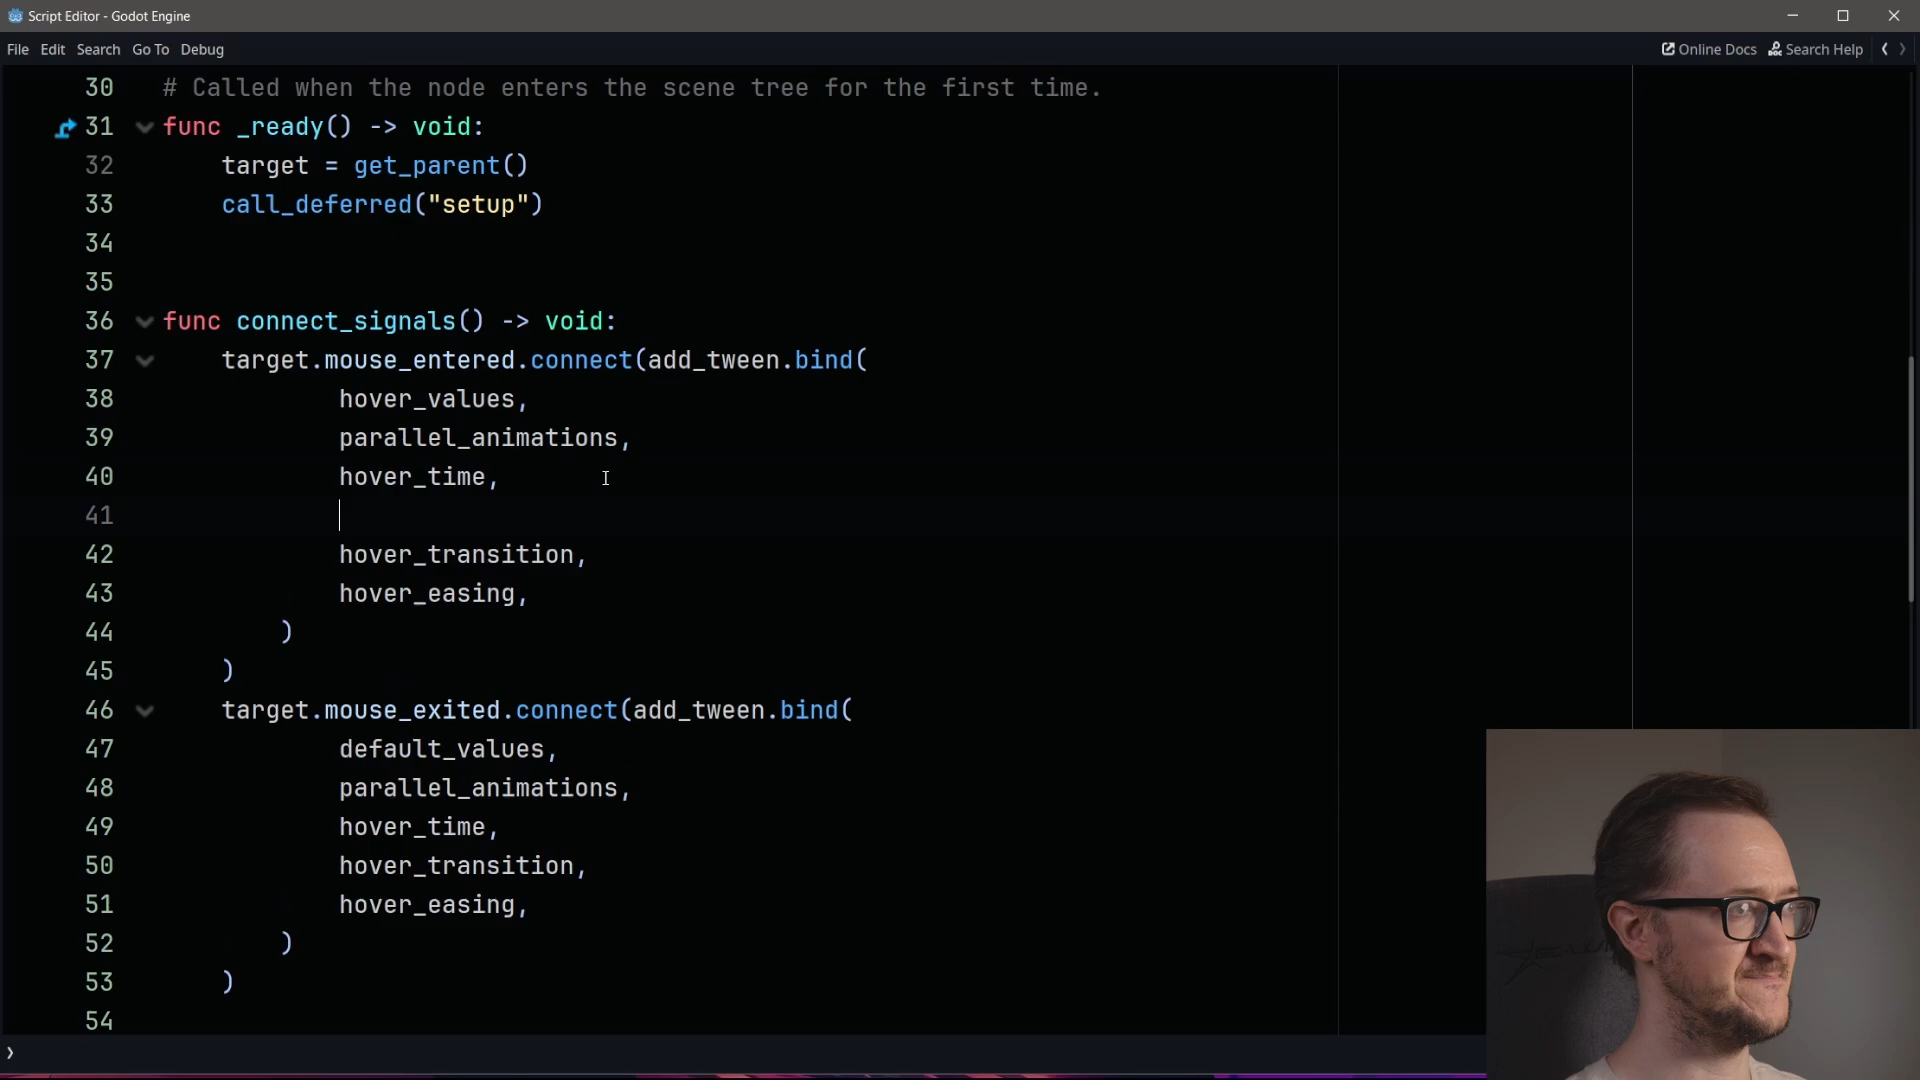 Script Editor - Godot Engine
File Edit Search Go To Debug Online Docs Search Help
30 # Called when the node enters the scene tree for the first time.
31 func _ready() -> void:
32 target = get_parent()
33 call_deferred("setup")
34
35
36 func connect_signals() -> void:
37 target.mouse_entered.connect(add_tween.bind(
38 hover_values,
39 parallel_animations,
40 hover_time,
41
42 hover_transition,
43 hover_easing,
44 )
45 )
46 target.mouse_exited.connect(add_tween.bind(
47 default_values,
48 parallel_animations,
49 hover_time,
50 hover_transition,
51 hover_easing,
52 )
53 )
54